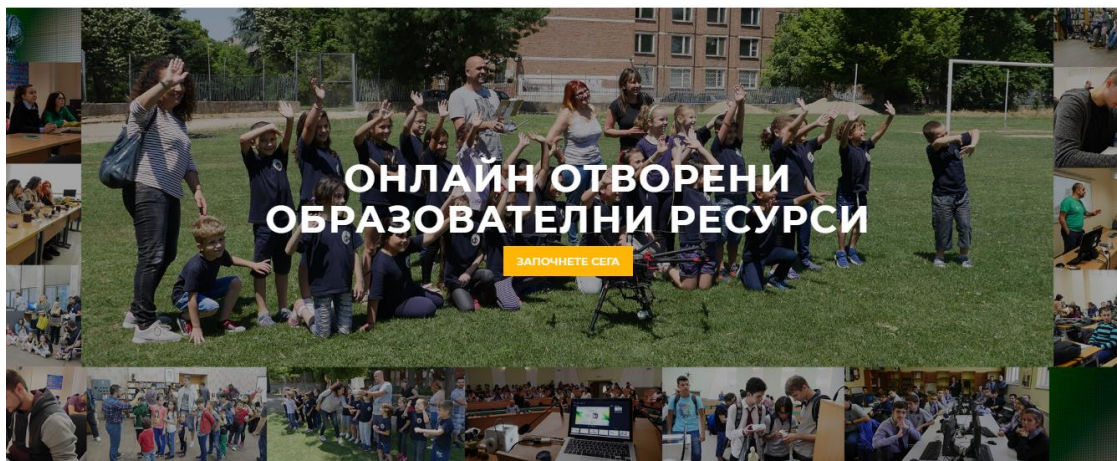 ОНЛАЙН ОТВОРЕНИ
ОБРАЗОВАТЕЛНИ РЕСУРСИ
ЗАПОЧНЕТЕ СЕГА